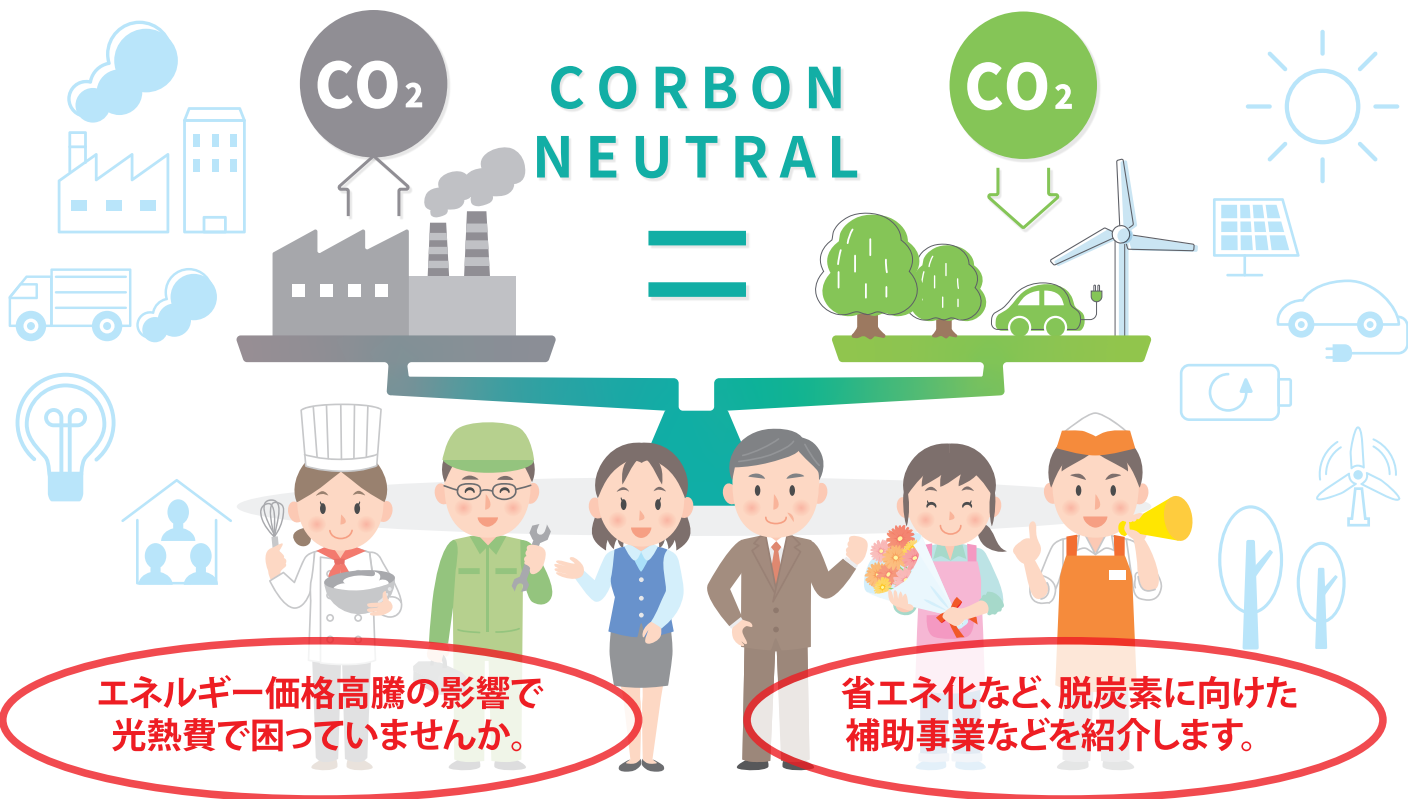 CO₂
CORBON
NEUTRAL
CO₂
エネルギー価格高騰の影響で
光熱費で困っていませんか。
省エネ化など、脱炭素に向けた
補助事業などを紹介します。